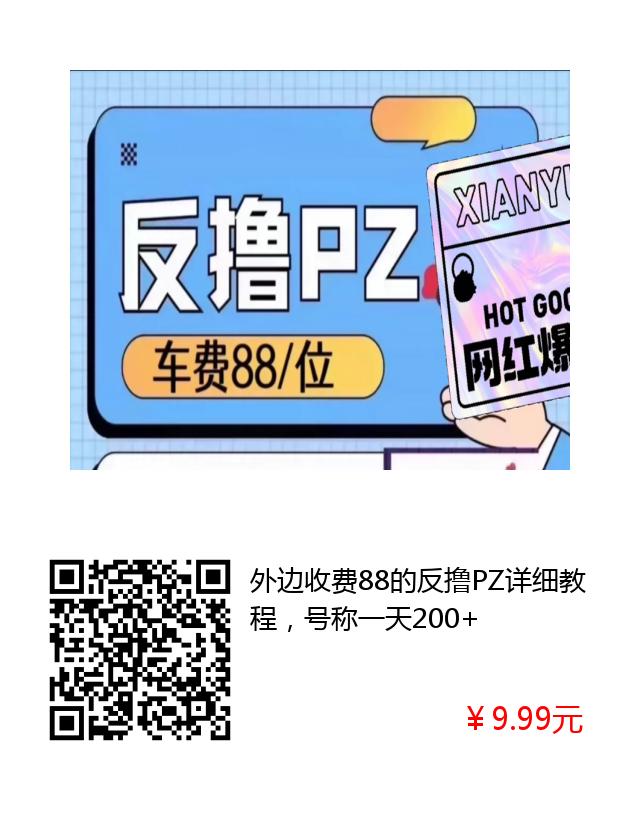 反撸PZ
车费88/位
XIANYU
HOT GOO
网红爆
外边收费88的反撸PZ详细教
程，号称一天200+
¥9.99元